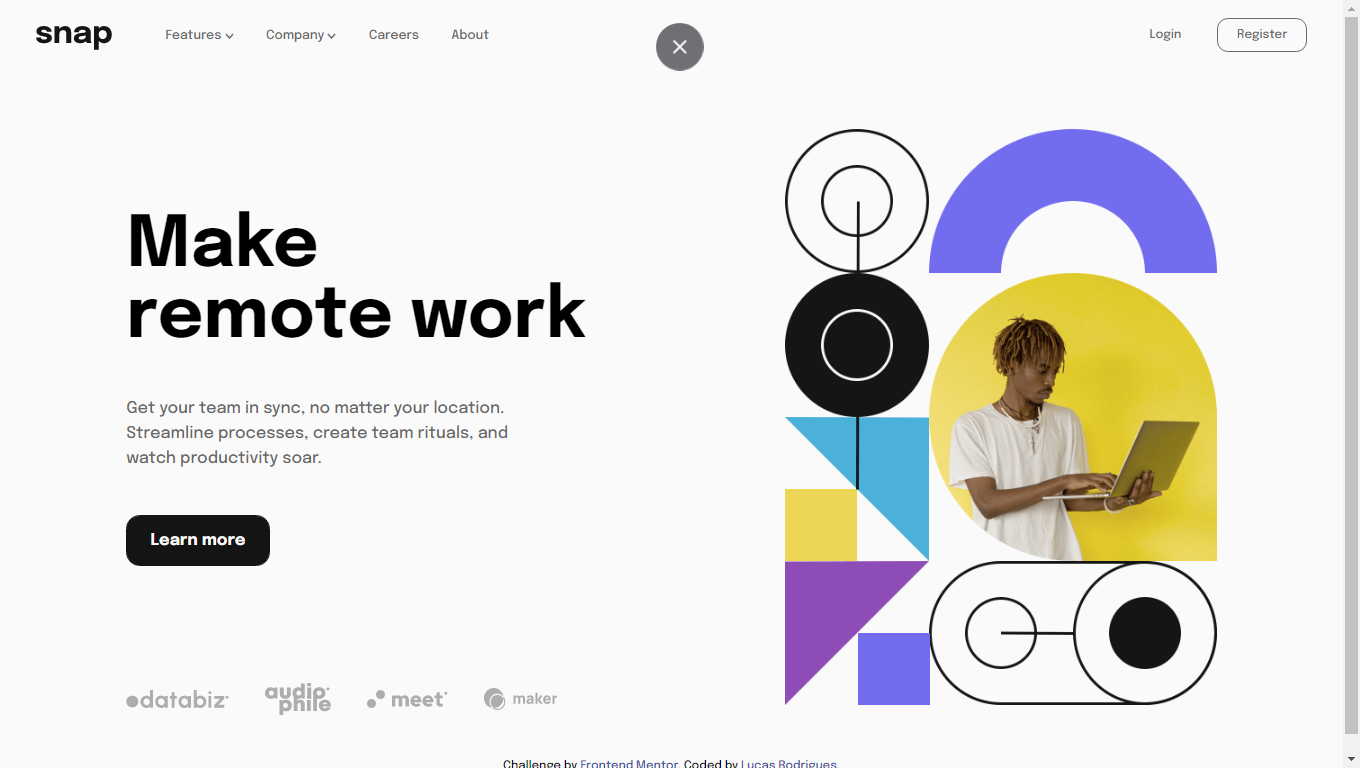 snap
Features
Company
Careers
About
Login
Register
Make
remote work
Get your team in sync, no matter your location.
Streamline processes, create team rituals, and
watch productivity soar.
Learn more
databiz
audiophile
meet
maker
Challenge by Frontend Mentor. Coded by Lucas Rodrigues.